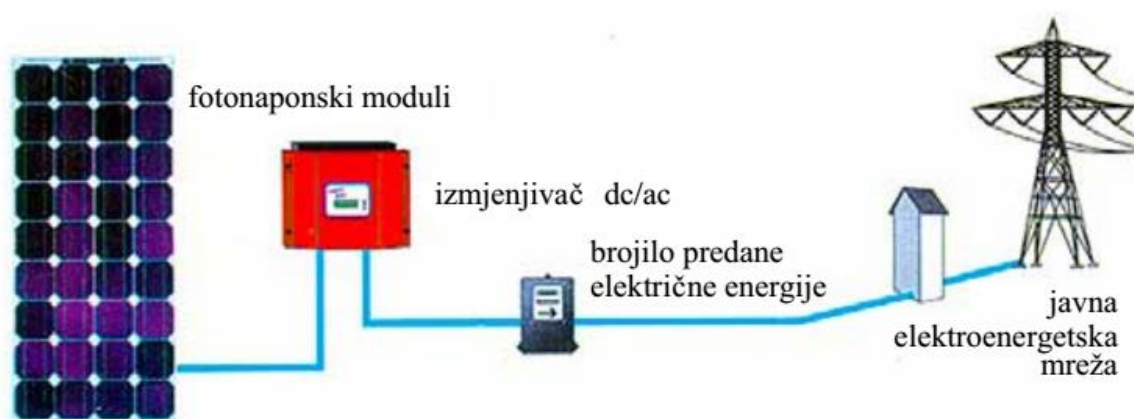 fotonaponski moduli
izmjenjivač dc/ac
brojilo predane
električne energije
javna
elektroenergetska
mreža